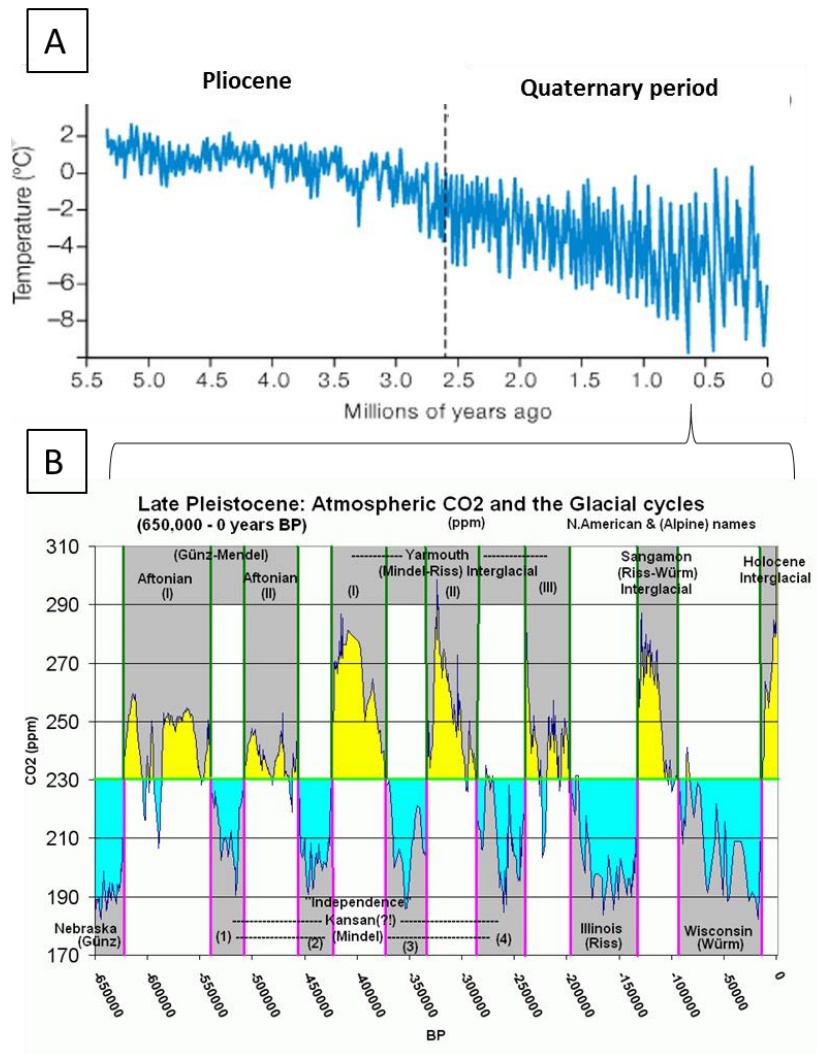 A
Pliocene
Quaternary period
Temperature (°C)
2
0
−2
−4
−6
−8
5.5 5.0 4.5 4.0 3.5 3.0 2.5 2.0 1.5 1.0 0.5 0
Millions of years ago
B
Late Pleistocene: Atmospheric CO2 and the Glacial cycles
(650,000 - 0 years BP) (ppm) N.American & (Alpine) names
310
290
270
250
230
210
190
170
CO2 (ppm)
(Günz-Mendel)
Aftonian
(I)
Aftonian
(II)
Yarmouth
(Mindel-Riss) Interglacial
(I) (II) (III)
Sangamon
(Riss-Würm)
Interglacial
Holocene
Interglacial
Nebraska
(Günz)
"Independence"
Kansan(?!)
(Mindel)
(1) (2) (3) (4)
Illinois
(Riss)
Wisconsin
(Würm)
-650000 -600000 -550000 -500000 -450000 -400000 -350000 -300000 -250000 -200000 -150000 -100000 -50000 0
BP